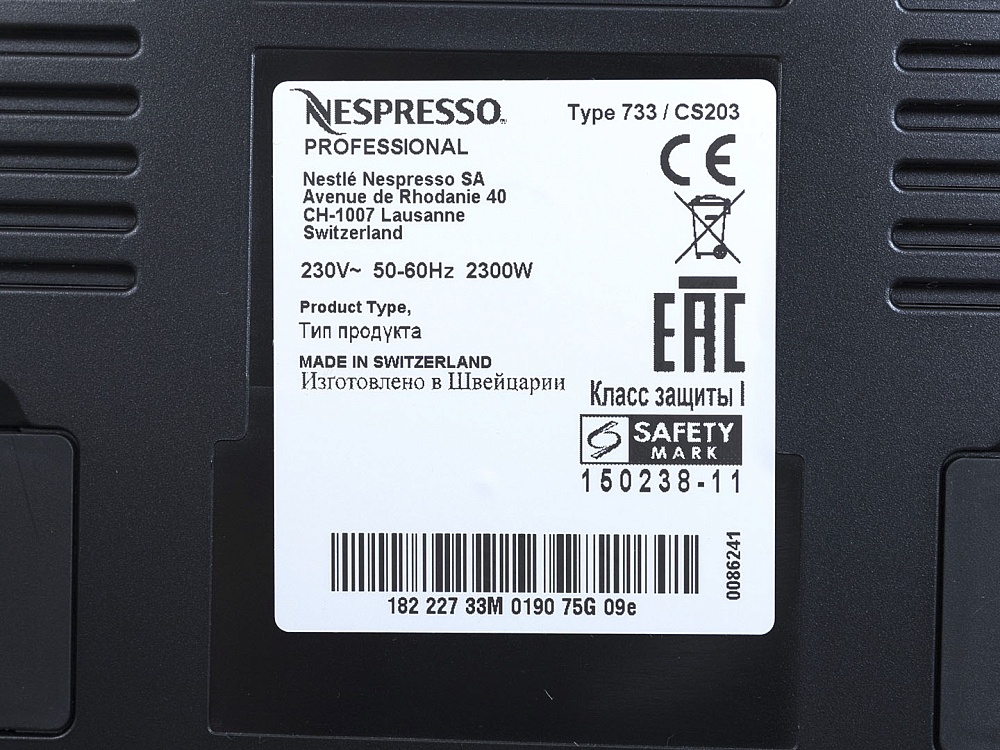 NESPRESSO
PROFESSIONAL
Type 733 / CS203
CE
Nestlé Nespresso SA
Avenue de Rhodanie 40
CH-1007 Lausanne
Switzerland
230V~ 50-60Hz 2300W
Product Type,
Тип продукта
MADE IN SWITZERLAND
Изготовлено в Швейцарии
EAC
Класс защиты I
SAFETY
MARK
150238-11
182 227 33M 0190 75G 09e
0086241